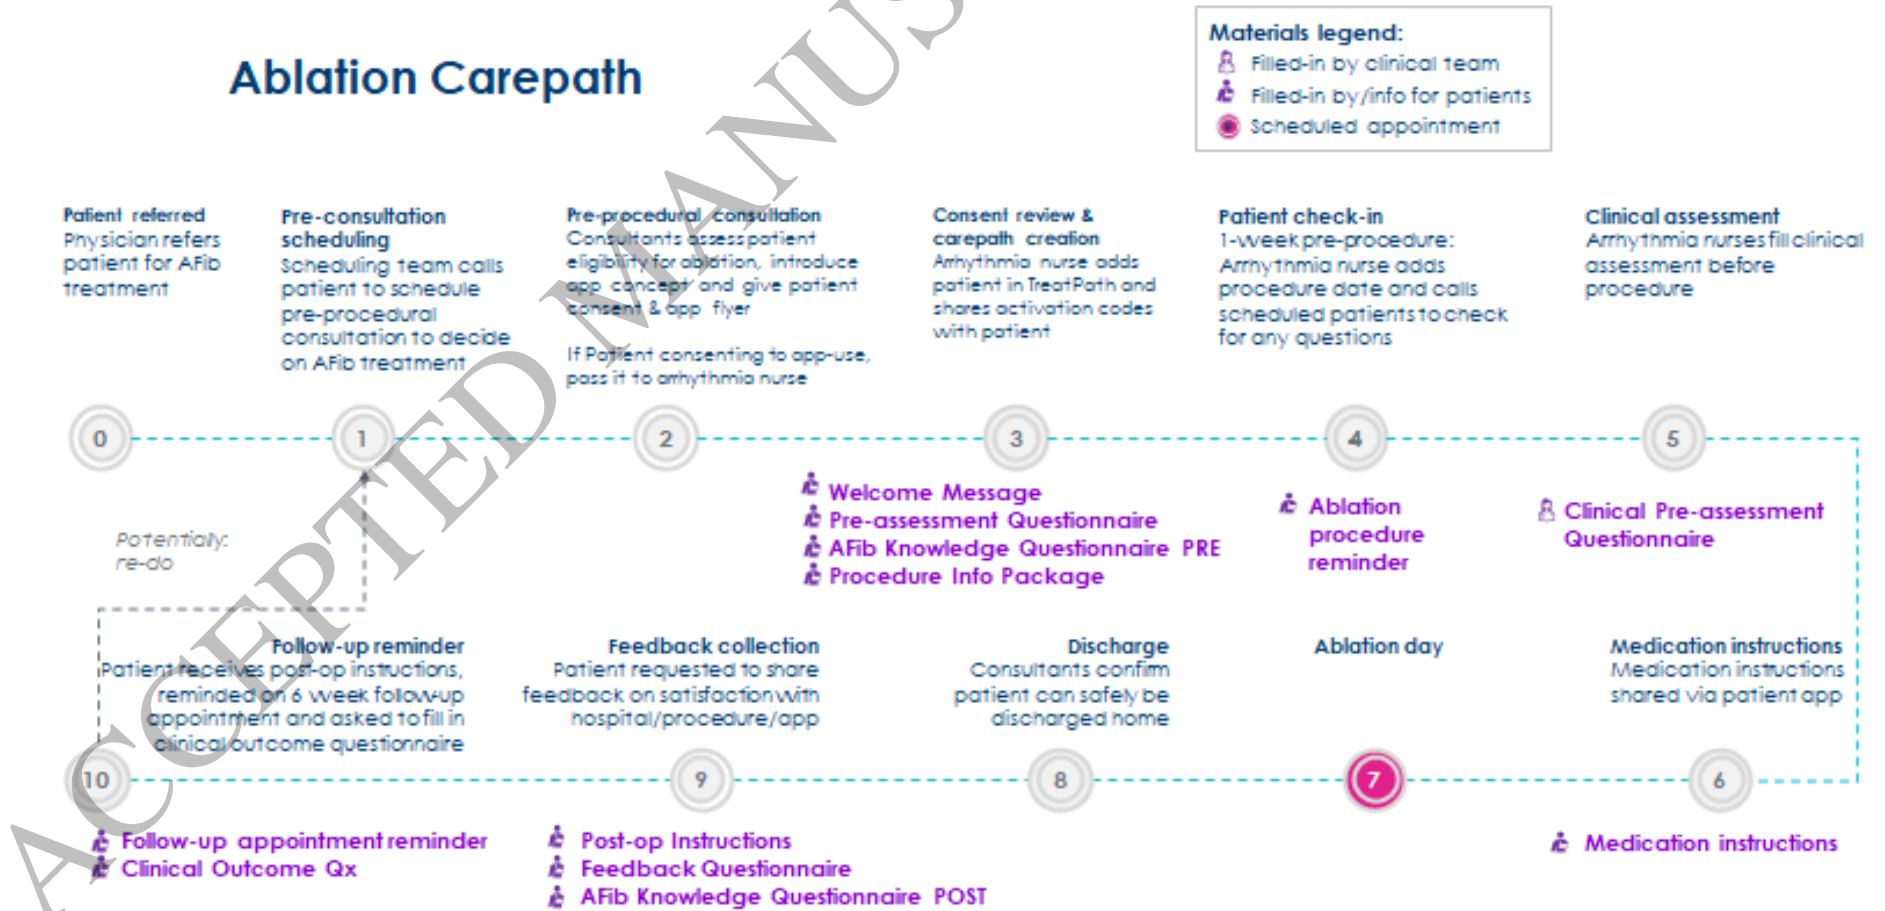 Ablation Carepath
Materials legend:
Filled-in by clinical team
Filled-in by/info for patients
Scheduled appointment
Patient referred
Physician refers
patient for AFib
treatment
Pre-consultation
scheduling
Scheduling team calls
patient to schedule
pre-procedural
consultation to decide
on AFib treatment
Pre-procedural consultation
Consultants assess patient
eligibility for ablation, introduce
app concept and give patient
consent & app flyer
If Patient consenting to app-use,
pass it to arrhythmia nurse
Consent review &
carepath creation
Arrhythmia nurse adds
patient in TreatPath and
shares activation codes
with patient
Patient check-in
1-week pre-procedure:
Arrhythmia nurse adds
procedure date and calls
scheduled patients to check
for any questions
Clinical assessment
Arrhythmia nurses fill clinical
assessment before
procedure
0
1
2
3
4
5
Potentially:
re-do
Welcome Message
Pre-assessment Questionnaire
AFib Knowledge Questionnaire PRE
Procedure Info Package
Ablation
procedure
reminder
Clinical Pre-assessment
Questionnaire
Follow-up reminder
Patient receives post-op instructions,
reminded on 6 week follow-up
appointment and asked to fill in
clinical outcome questionnaire
Feedback collection
Patient requested to share
feedback on satisfaction with
hospital/procedure/app
Discharge
Consultants confirm
patient can safely be
discharged home
Ablation day
Medication instructions
Medication instructions
shared via patient app
10
9
8
7
6
Follow-up appointment reminder
Clinical Outcome Qx
Post-op Instructions
Feedback Questionnaire
AFib Knowledge Questionnaire POST
Medication instructions
ACCEPTED MANUS